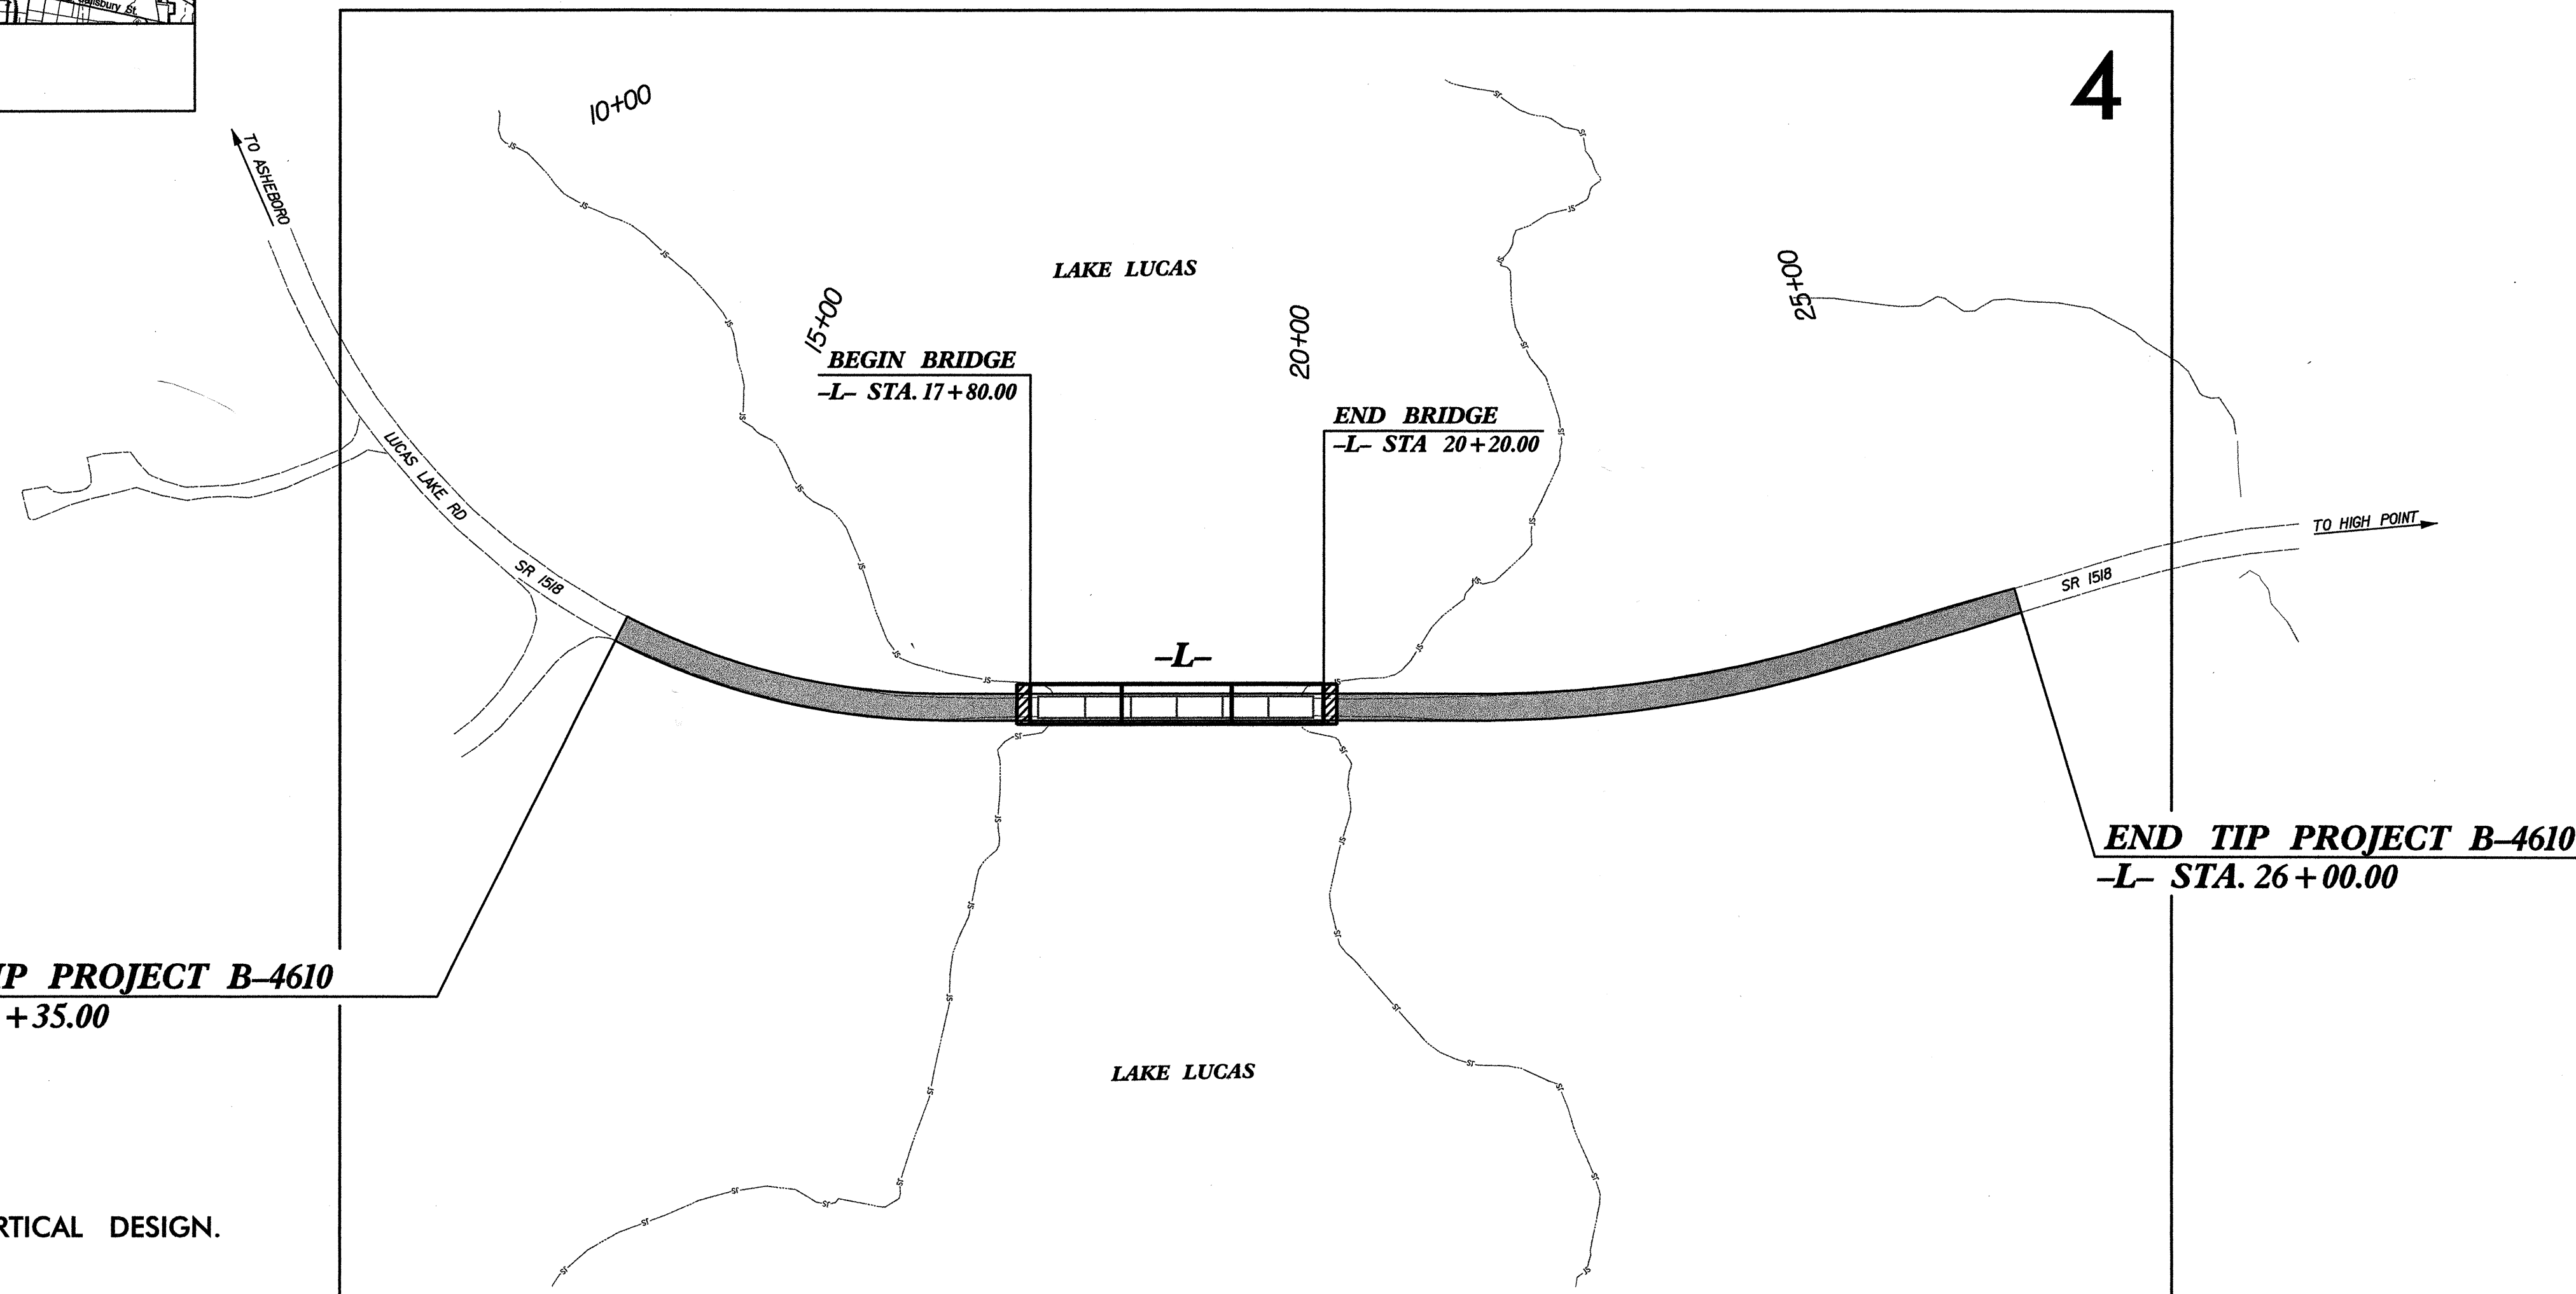 St.
4
10+00
TO ASHEBORO
LAKE LUCAS
25+00
15+00
20+00
BEGIN BRIDGE
-L- STA. 17+80.00
END BRIDGE
-L- STA 20+20.00
LUCAS LAKE RD
TO HIGH POINT
SR 1518
SR 1518
-L-
END TIP PROJECT B-4610
-L- STA. 26+00.00
PROJECT B-4610
+35.00
LAKE LUCAS
DESIGN.